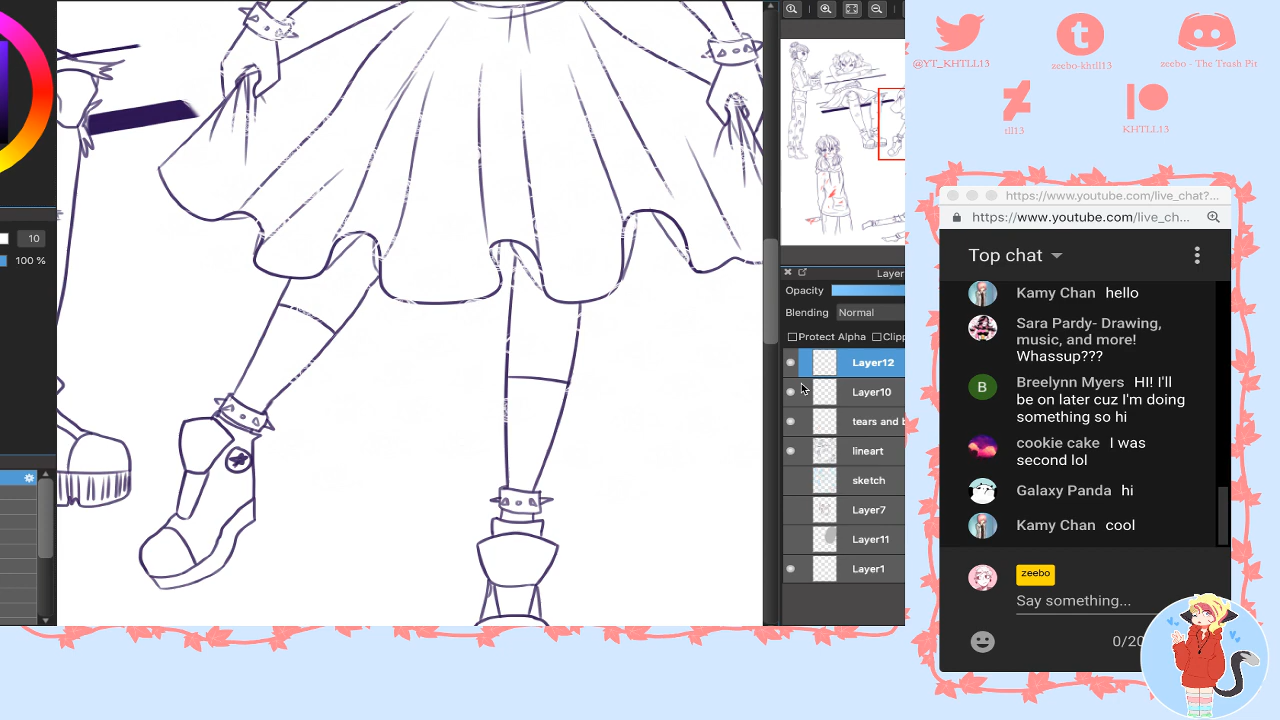 10
100 %
Layer
Opacity
Blending Normal
Protect Alpha
Layer12
Layer10
tears and
lineart
sketch
Layer7
Layer11
Layer1
@YT_KHTLL13
zeebo-khtll13
zeebo - The Trash Pit
tll13
KHTLL13
https://www.youtube.com/live_chat?...
https://www.youtube.com/live_ch...
Top chat
Kamy Chan hello
Sara Pardy- Drawing,
music, and more!
Whassup???
B
Breelynn Myers HI! I'll
be on later cuz I'm doing
something so hi
cookie cake I was
second lol
Galaxy Panda hi
Kamy Chan cool
zeebo
Say something...
0/20